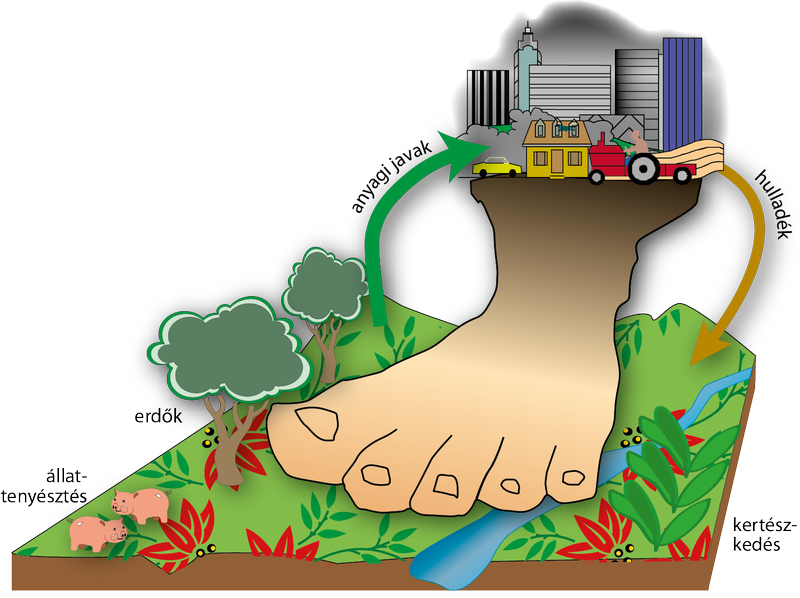 anyagi javak
hulladék
erdők
állat-
tenyésztés
kertész-
kedés